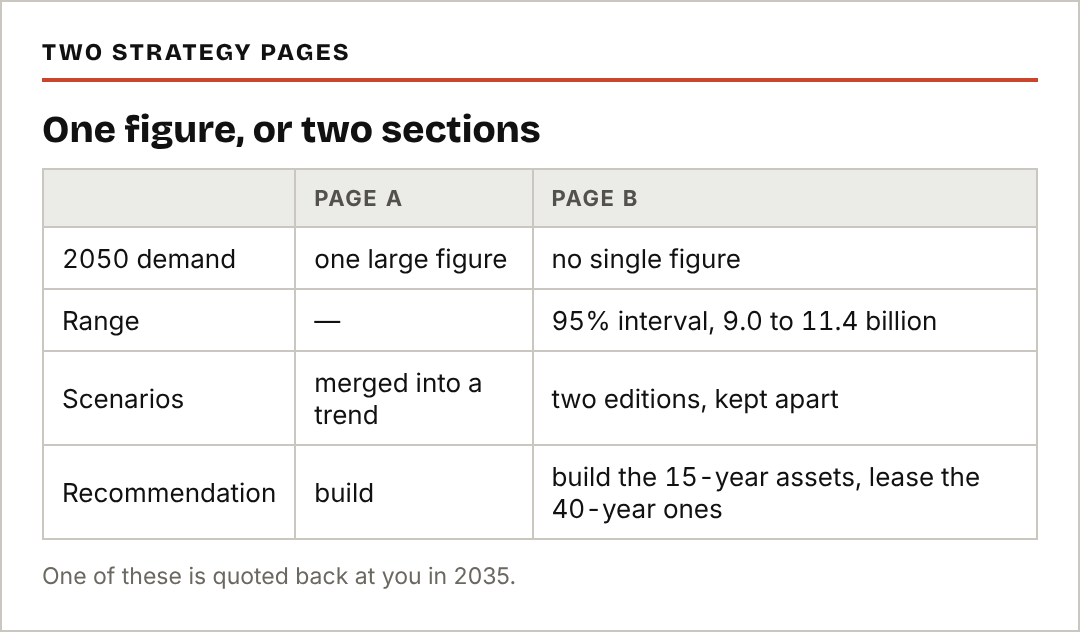 TWO STRATEGY PAGES
One figure, or two sections
PAGE A
PAGE B
2050 demand
one large figure
no single figure
Range
—
95% interval, 9.0 to 11.4 billion
Scenarios
merged into a
trend
two editions, kept apart
Recommendation
build
build the 15-year assets, lease the
40-year ones
One of these is quoted back at you in 2035.